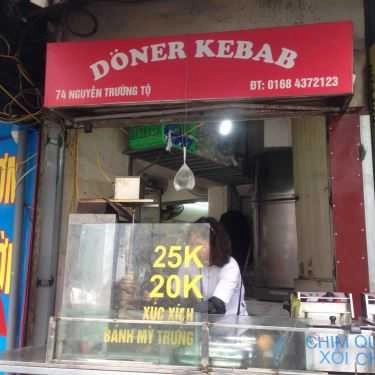 DÖNER KEBAB
74 NGUYỄN TRƯỜNG TỘ
ĐT: 0168 4372123
25K
20K
XÚC XÍCH
BÁNH MỲ TRỨNG
CHIM QU
XÔI CH